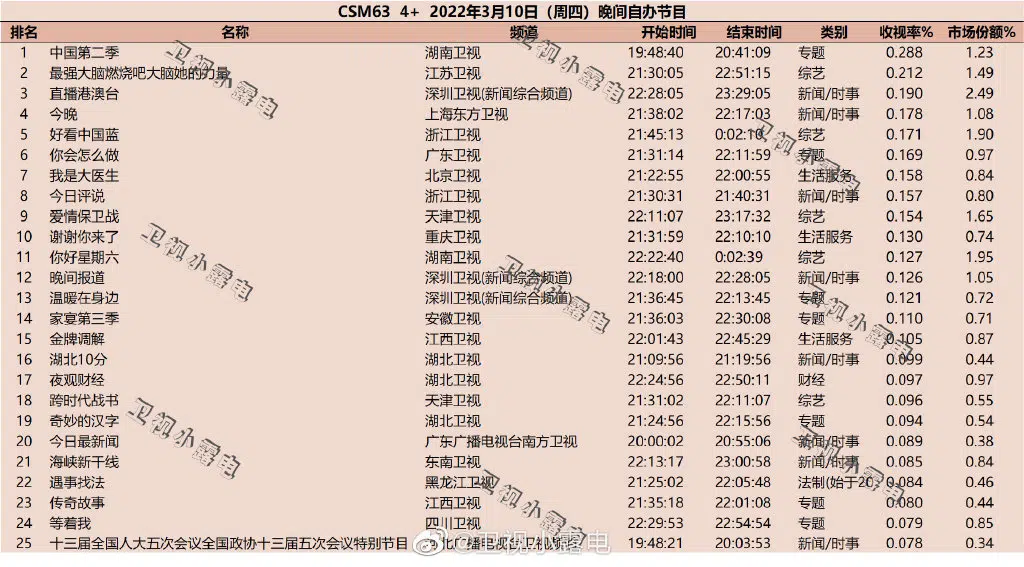 CSM63 4+ 2022年3月10日（周四）晚间自办节目
排名 名称 频道 开始时间 结束时间 类别 收视率% 市场份额%
1 中国第二季 湖南卫视 19:48:40 20:41:09 专题 0.288 1.23
2 最强大脑燃烧吧大脑她的力量 江苏卫视 21:30:05 22:51:15 综艺 0.212 1.49
3 直播港澳台 深圳卫视(新闻综合频道) 22:28:05 23:29:05 新闻/时事 0.190 2.49
4 今晚 上海东方卫视 21:38:02 22:17:03 新闻/时事 0.178 1.08
5 好看中国蓝 浙江卫视 21:45:13 0:02:10 综艺 0.171 1.90
6 你会怎么做 广东卫视 21:31:14 22:11:59 专题 0.169 0.97
7 我是大医生 北京卫视 21:22:55 22:00:55 生活服务 0.158 0.84
8 今日评说 浙江卫视 21:30:31 21:40:31 新闻/时事 0.157 0.80
9 爱情保卫战 天津卫视 22:11:07 23:17:32 综艺 0.154 1.65
10 谢谢你来了 重庆卫视 21:31:59 22:10:10 生活服务 0.130 0.74
11 你好星期六 湖南卫视 22:22:40 0:02:39 综艺 0.127 1.95
12 晚间报道 深圳卫视(新闻综合频道) 22:18:00 22:28:05 新闻/时事 0.126 1.05
13 温暖在身边 深圳卫视(新闻综合频道) 21:36:45 22:13:45 专题 0.121 0.72
14 家宴第三季 安徽卫视 21:36:03 22:30:08 专题 0.110 0.71
15 金牌调解 江西卫视 22:01:43 22:45:29 生活服务 0.105 0.87
16 湖北10分 湖北卫视 21:09:56 21:19:56 新闻/时事 0.099 0.44
17 夜观财经 湖北卫视 22:24:56 22:50:11 财经 0.097 0.97
18 跨时代战书 天津卫视 21:31:02 22:11:07 综艺 0.096 0.55
19 奇妙的汉字 湖北卫视 21:24:56 22:15:56 专题 0.094 0.54
20 今日最新闻 广东广播电视台南方卫视 20:00:02 20:55:06 新闻/时事 0.089 0.38
21 海峡新干线 东南卫视 22:13:17 23:00:58 新闻/时事 0.085 0.84
22 遇事找法 黑龙江卫视 21:25:02 22:05:48 法制(始于20 0.084 0.46
23 传奇故事 江西卫视 21:35:18 22:01:08 专题 0.080 0.44
24 等着我 四川卫视 22:29:53 22:54:54 专题 0.079 0.85
25 十三届全国人大五次会议全国政协十三届五次会议特别节目 19:48:21 20:03:53 新闻/时事 0.078 0.34
@卫视小露电
卫视小露电
卫视小露电
卫视小露电
卫视小露电
卫视小露电
卫视小露电
卫视小露电
卫视小露电
卫视小露电